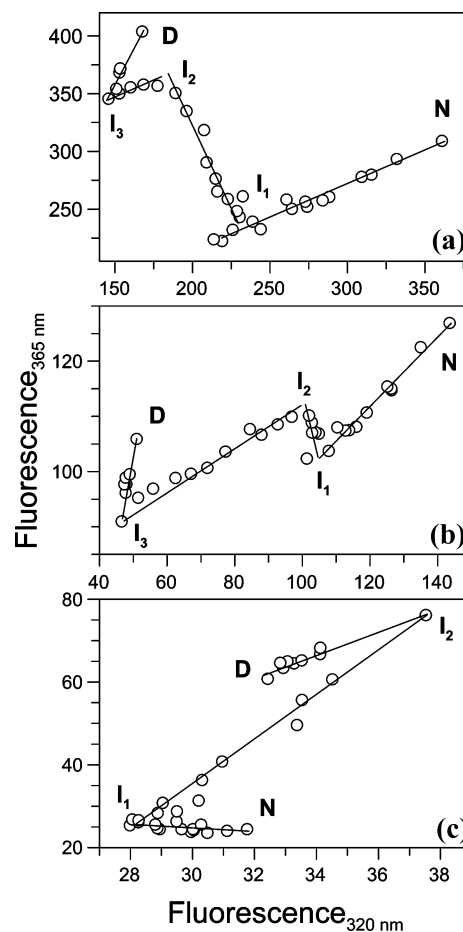 400
350
300
250
D
I2
I3
I1
N
(a)
150 200 250 300 350
Fluorescence365 nm
120
100
80
D
I2
I3
I1
N
(b)
40 60 80 100 120 140
80
60
40
20
D
I2
I1
N
(c)
28 30 32 34 36 38
Fluorescence320 nm